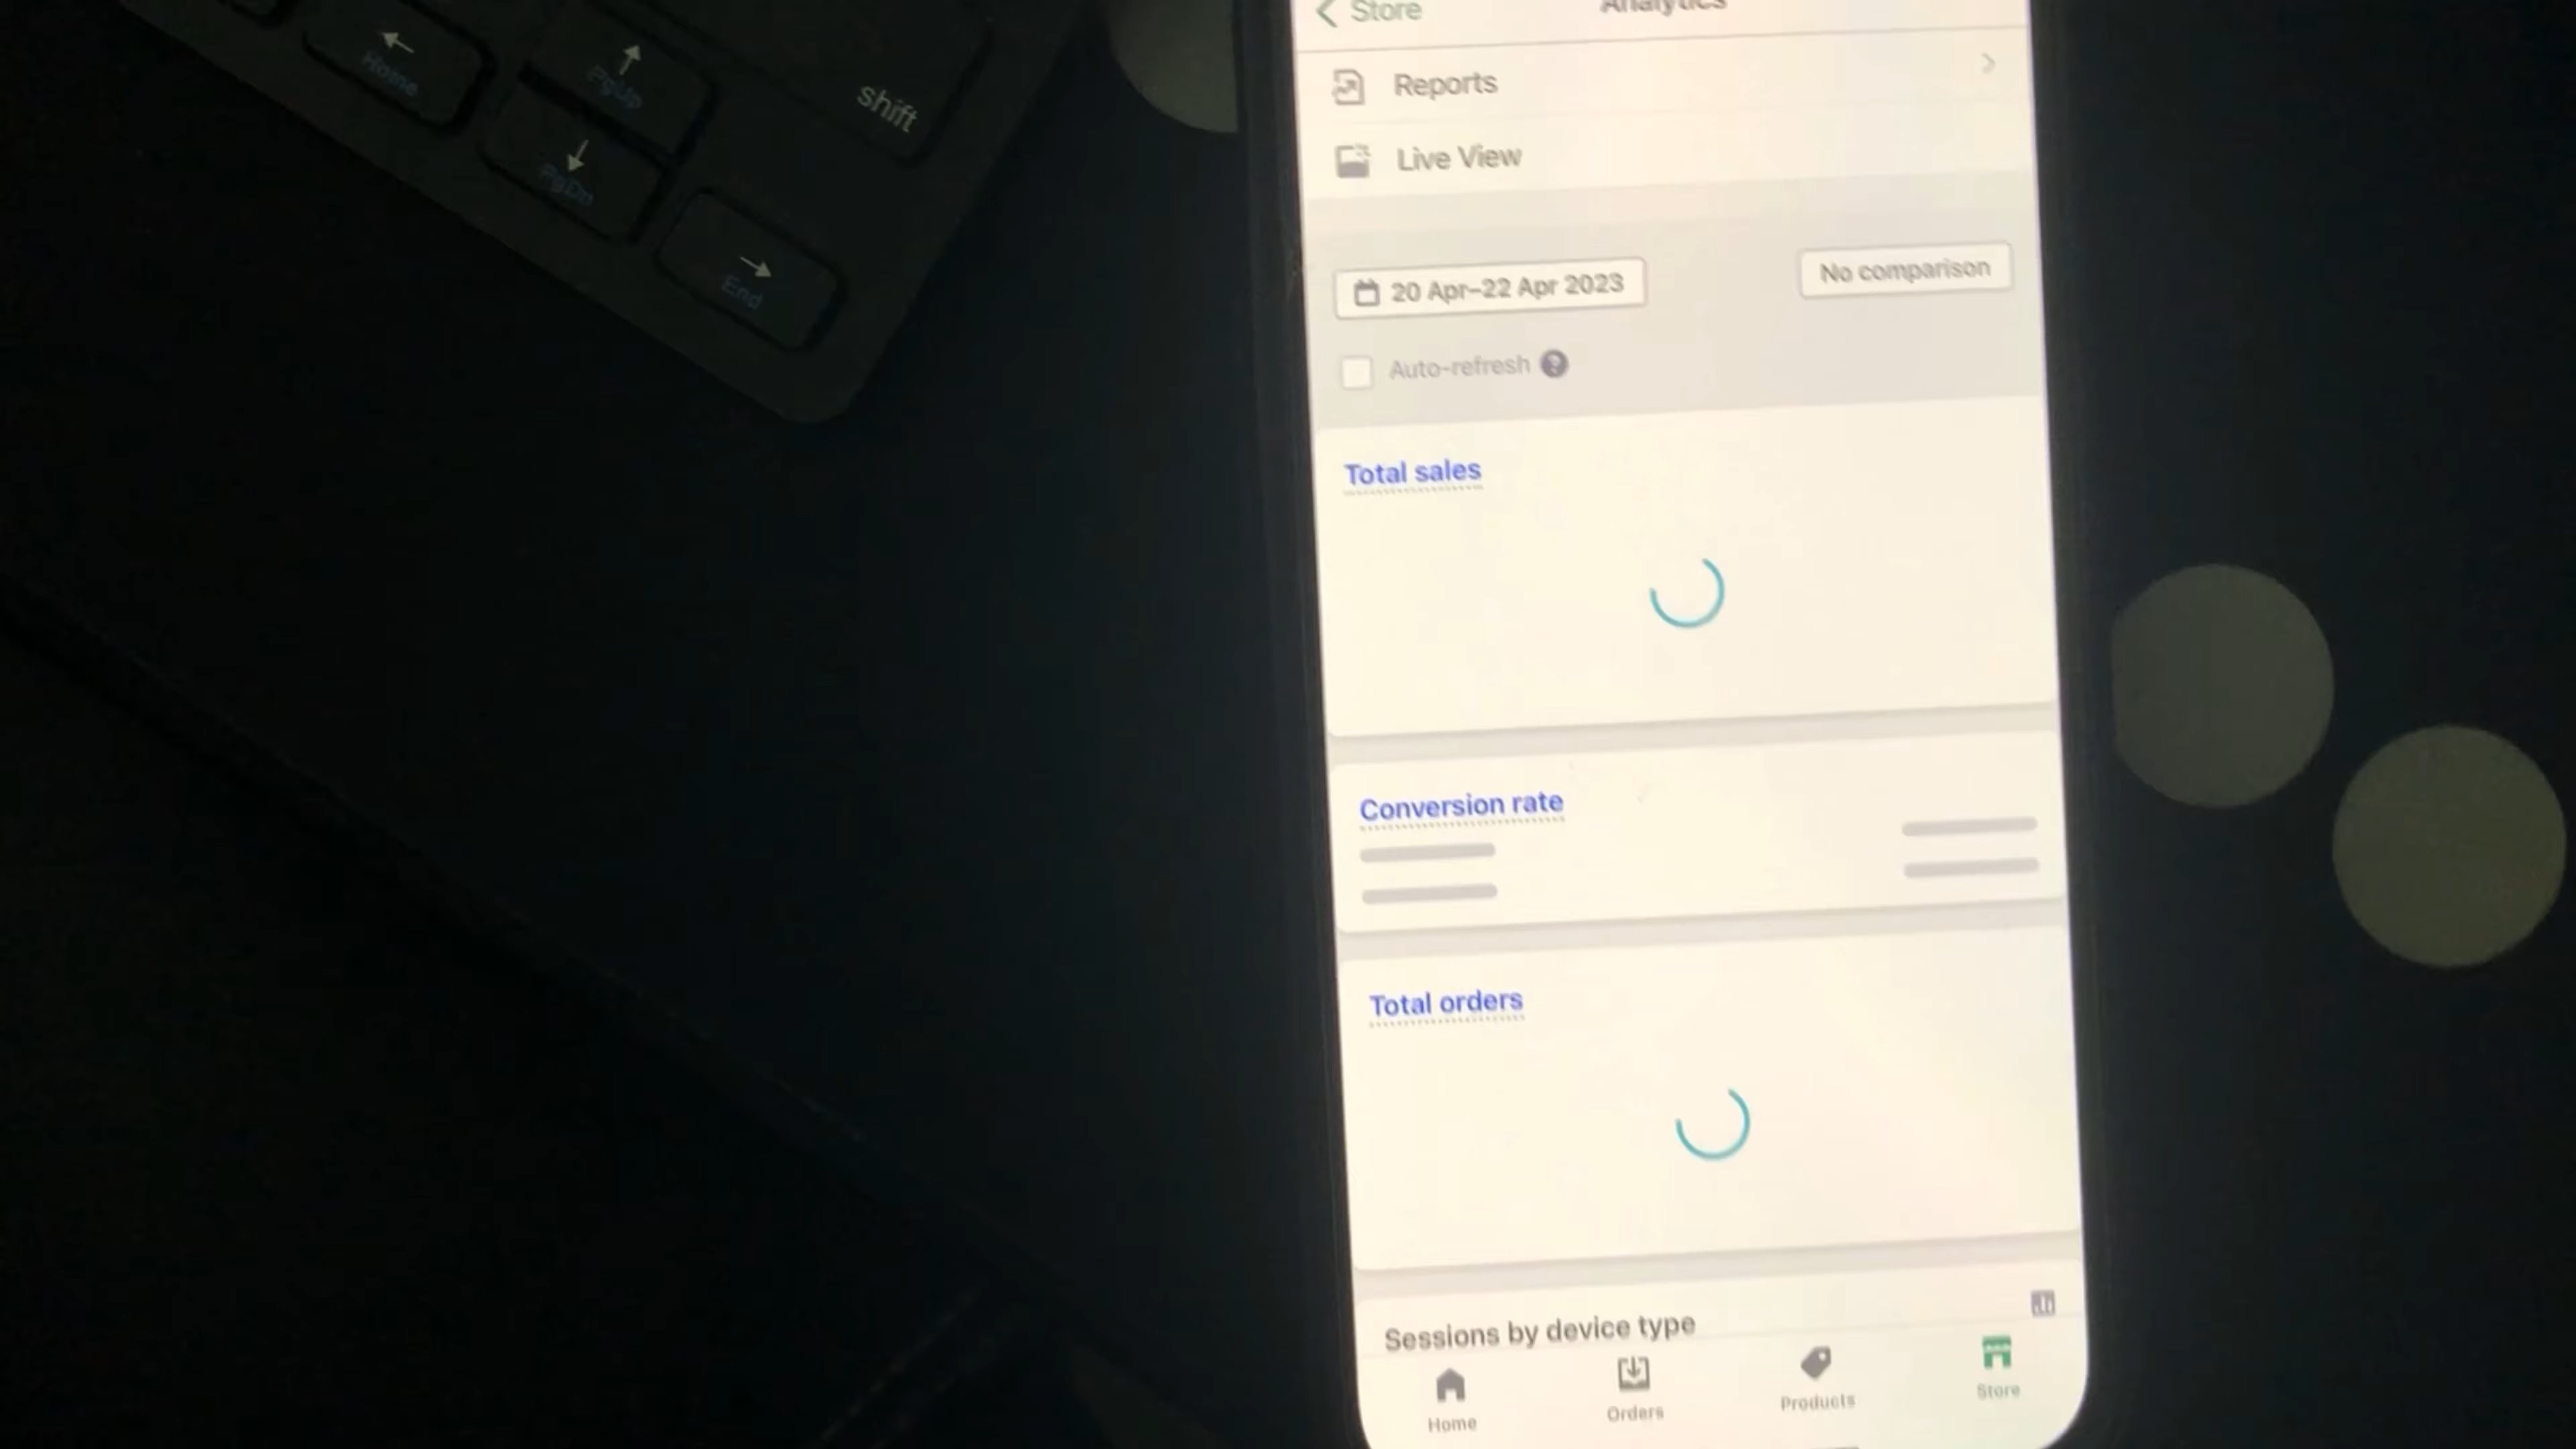 Home
PgUp
shift
PgDn
End
Store
Analytics
Reports
Live View
20 Apr–22 Apr 2023
No comparison
Auto-refresh ?
Total sales
Conversion rate
Total orders
Sessions by device type
Home
Orders
Products
Store